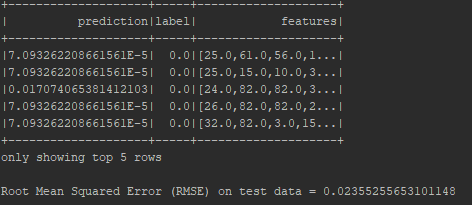 +--------------------+-----+--------------------+
|          prediction|label|            features|
+--------------------+-----+--------------------+
|7.093262208661561E-5|  0.0|[25.0,61.0,56.0,1...|
|7.093262208661561E-5|  0.0|[25.0,15.0,10.0,3...|
|0.017074065381412103|  0.0|[24.0,82.0,82.0,3...|
|7.093262208661561E-5|  0.0|[26.0,82.0,82.0,2...|
|7.093262208661561E-5|  0.0|[32.0,82.0,3.0,15...|
+--------------------+-----+--------------------+
only showing top 5 rows
Root Mean Squared Error (RMSE) on test data = 0.02355255653101148